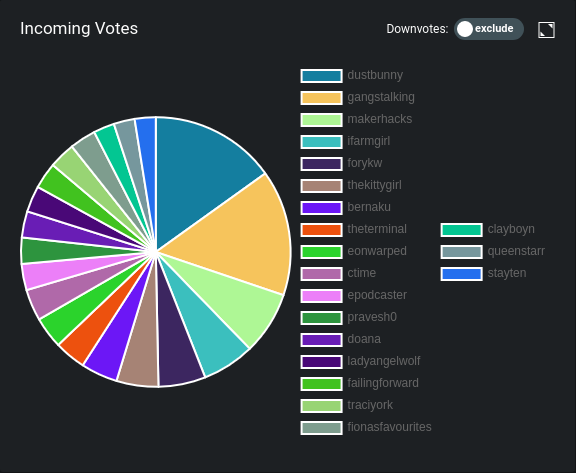 Incoming Votes
Downvotes: exclude
dustbunny
gangstalking
makerhacks
ifarmgirl
forykw
thekittygirl
bernaku
theterminal
eonwarped
ctime
epodcaster
pravesh0
doana
ladyangelwolf
failingforward
traciyork
fionasfavourites
clayboyn
queenstarr
stayten